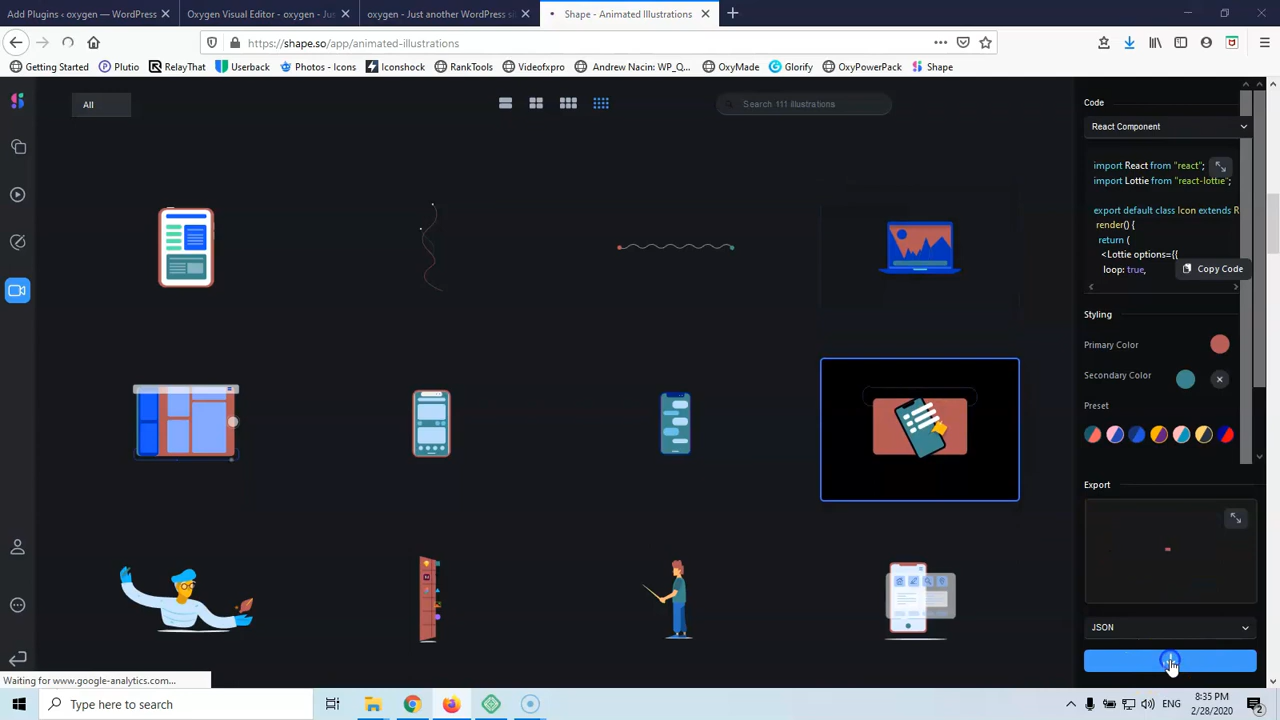 Add Plugins ‹ oxygen — WordPress
Oxygen Visual Editor - oxygen - Ju
oxygen - Just another WordPress si
Shape - Animated Illustrations
https://shape.so/app/animated-illustrations
Getting Started
Plutio
RelayThat
Userback
Photos - Icons
Iconshock
RankTools
Videofxpro
Andrew Nacin: WP_Q...
OxyMade
Glorify
OxyPowerPack
Shape
All
Search 111 illustrations
Code
React Component
import React from "react";
import Lottie from "react-lottie";
export default class Icon extends R
render() {
return (
<Lottie options={{
loop: true,
Copy Code
Styling
Primary Color
Secondary Color
Preset
Export
JSON
Waiting for www.google-analytics.com...
Type here to search
ENG
8:35 PM
2/28/2020
2